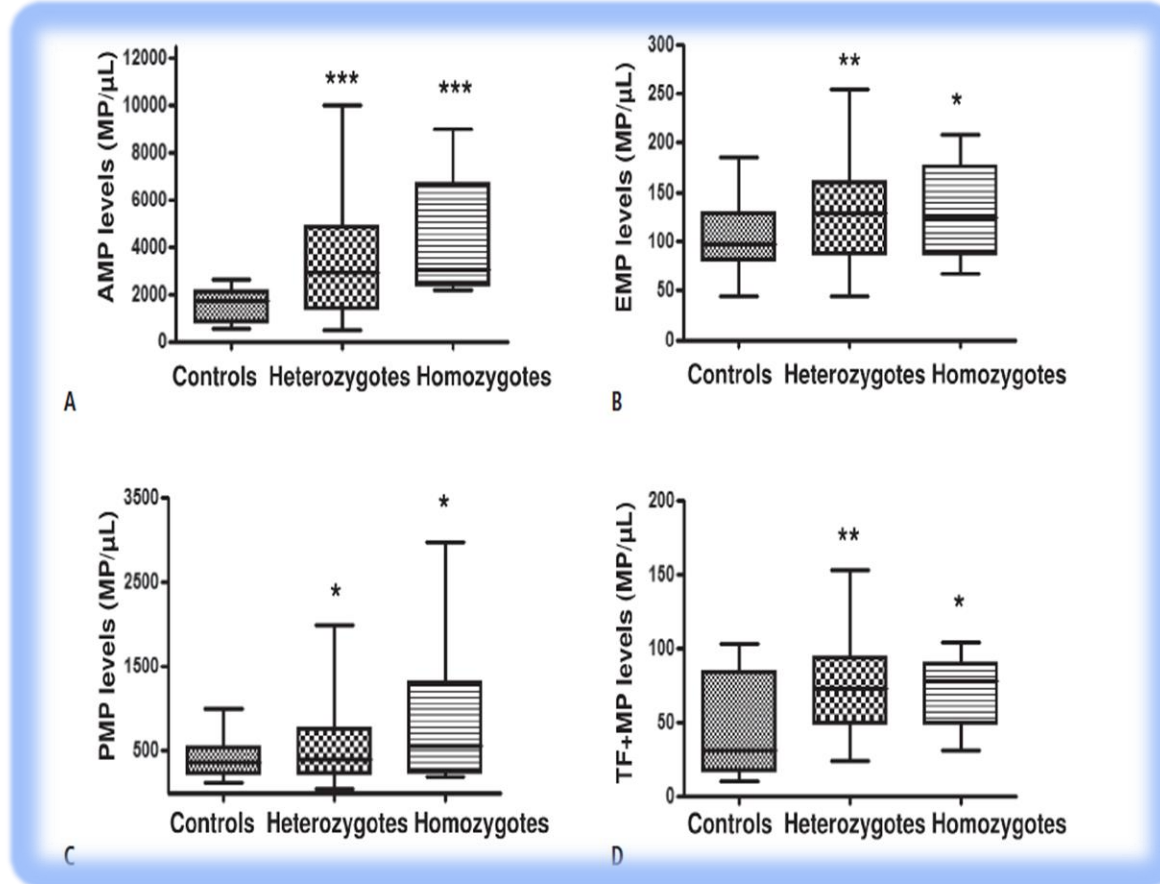 AMP levels (MP/µL)
12000
10000
8000
6000
4000
2000
0
***
***
Controls Heterozygotes Homozygotes
A
EMP levels (MP/µL)
300
250
200
150
100
50
0
**
*
Controls Heterozygotes Homozygotes
B
PMP levels (MP/µL)
3500
2500
1500
500
*
*
Controls Heterozygotes Homozygotes
C
TF+MP levels (MP/µL)
200
150
100
50
0
**
*
Controls Heterozygotes Homozygotes
D